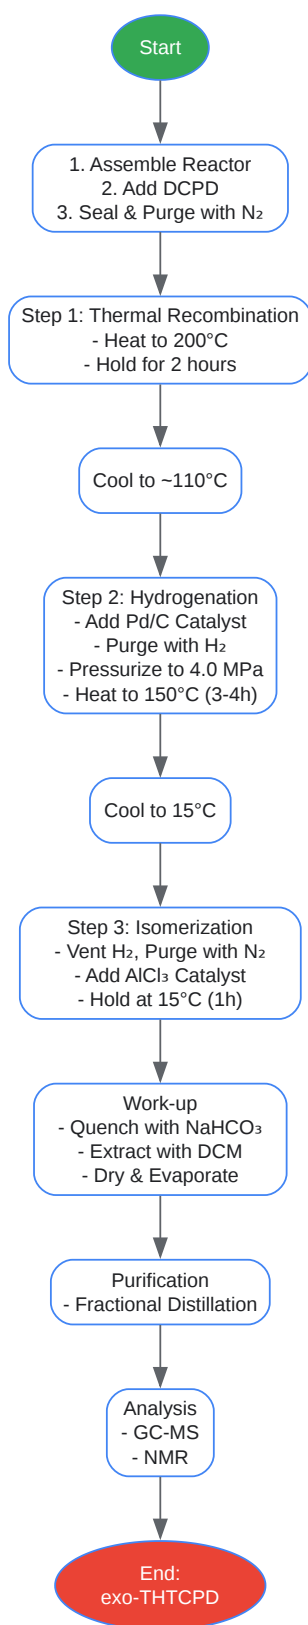 Start
1. Assemble Reactor
2. Add DCPD
3. Seal & Purge with N₂
Step 1: Thermal Recombination
- Heat to 200°C
- Hold for 2 hours
Cool to ~110°C
Step 2: Hydrogenation
- Add Pd/C Catalyst
- Purge with H₂
- Pressurize to 4.0 MPa
- Heat to 150°C (3-4h)
Cool to 15°C
Step 3: Isomerization
- Vent H₂, Purge with N₂
- Add AlCl₃ Catalyst
- Hold at 15°C (1h)
Work-up
- Quench with NaHCO₃
- Extract with DCM
- Dry & Evaporate
Purification
- Fractional Distillation
Analysis
- GC-MS
- NMR
End:
exo-THTCPD